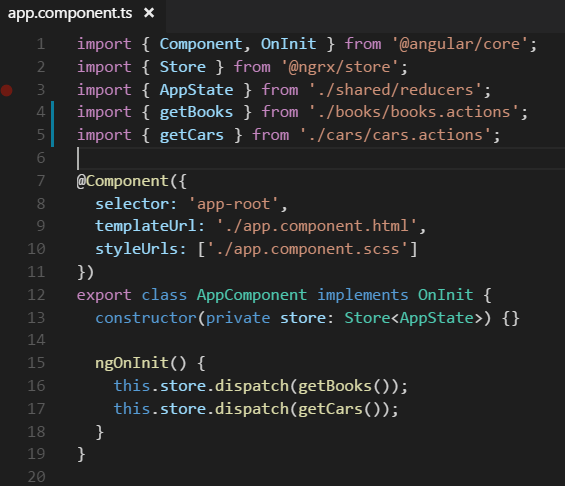 app.component.ts ×
1 import { Component, OnInit } from '@angular/core';
2 import { Store } from '@ngrx/store';
3 import { AppState } from './shared/reducers';
4 import { getBooks } from './books/books.actions';
5 import { getCars } from './cars/cars.actions';
6
7 @Component({
8   selector: 'app-root',
9   templateUrl: './app.component.html',
10   styleUrls: ['./app.component.scss']
11 })
12 export class AppComponent implements OnInit {
13   constructor(private store: Store<AppState>) {}
14
15   ngOnInit() {
16     this.store.dispatch(getBooks());
17     this.store.dispatch(getCars());
18   }
19 }
20